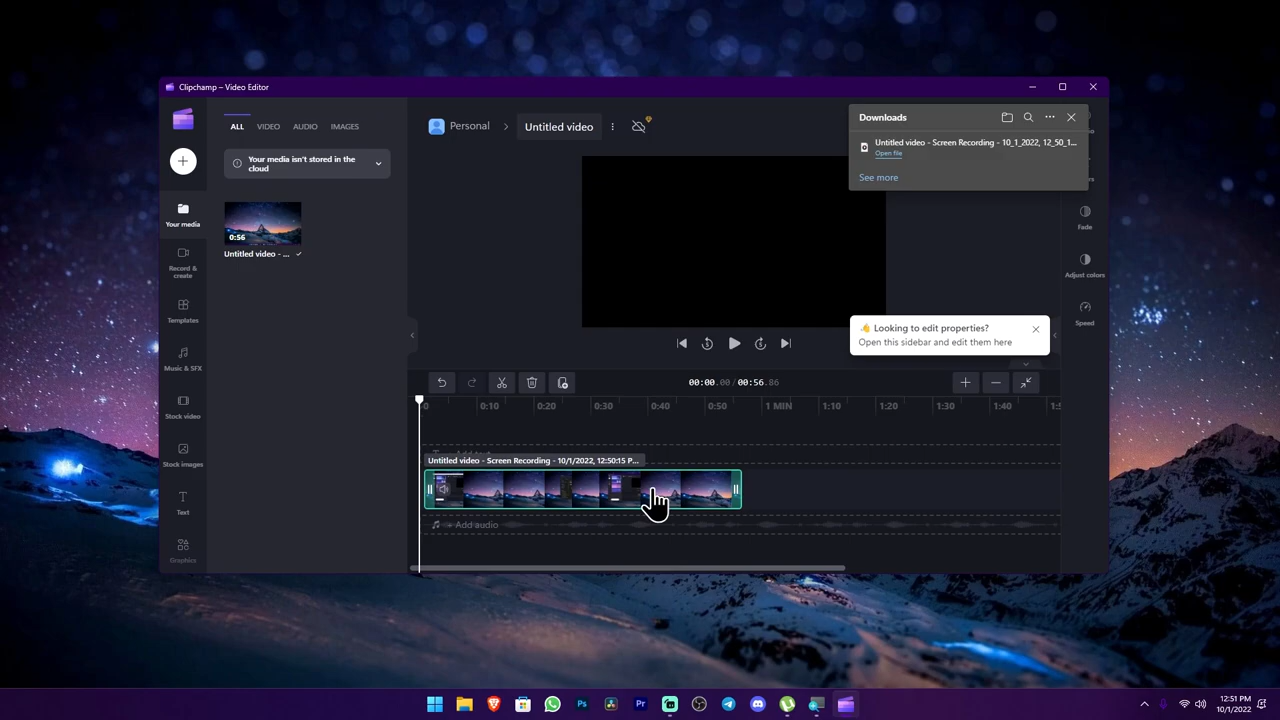 Clipchamp – Video Editor
ALL VIDEO AUDIO IMAGES
Your media isn't stored in the
cloud
0:56
Untitled video - ...
Your media
Record &
create
Templates
Music & SFX
Stock video
Stock images
Text
Graphics
Personal
Untitled video
Downloads
Untitled video - Screen Recording - 10_1_2022, 12_50_1...
Open file
See more
Fade
Adjust colors
Speed
Looking to edit properties?
Open this sidebar and edit them here
00:00.00 / 00:56.86
0 0:10 0:20 0:30 0:40 0:50 1 MIN 1:10 1:20 1:30 1:40
Untitled video - Screen Recording - 10/1/2022, 12:50:15 P...
+ Add audio
Ps
Pr
12:51 PM
10/1/2022